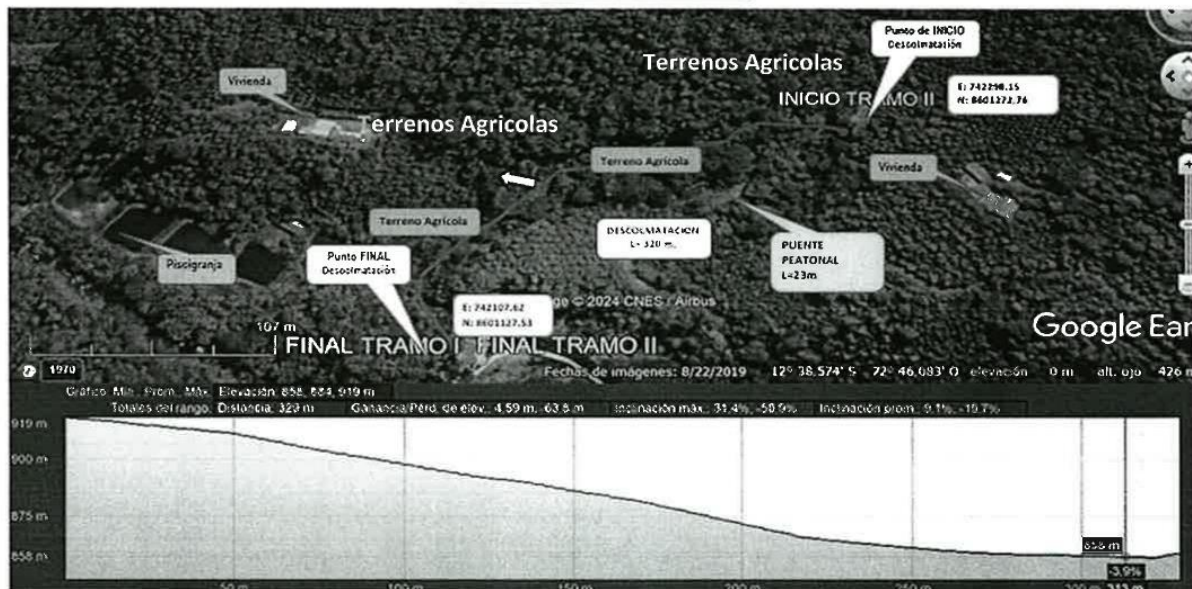 Punto de INICIO
Descolmatación
Terrenos Agricolas
E: 742298.15
N: 8601272.76
INICIO TRAMO II
Vivienda
Terrenos Agricolas
Terreno Agrícola
Vivienda
Terreno Agrícola
DESCOLMATACION
L= 320 m.
PUENTE
PEATONAL
L=23m
Piscigranja
Punto FINAL
Descolmatación
E: 742107.62
N: 8601127.53
© 2024 CNES / Airbus
107 m
FINAL TRAMO I
FINAL TRAMO II
Google Ear
1970
Fechas de imágenes: 8/22/2019 12° 38.574' S 72° 46.083' O elevación 0 m alt. ojo 426 m
Gráfico: Mín., Prom., Máx. Elevación: 858, 884, 919 m
Totales del rango: Distancia: 329 m Ganancia/Pérd. de elev.: 4,59 m, -63,8 m Inclinación máx.: 31,4%, -50,9% Inclinación prom.: 9,1%, -19,7%
919 m
900 m
875 m
858 m
858 m
-3,9%
50 m 100 m 150 m 200 m 250 m 300 m 313 m